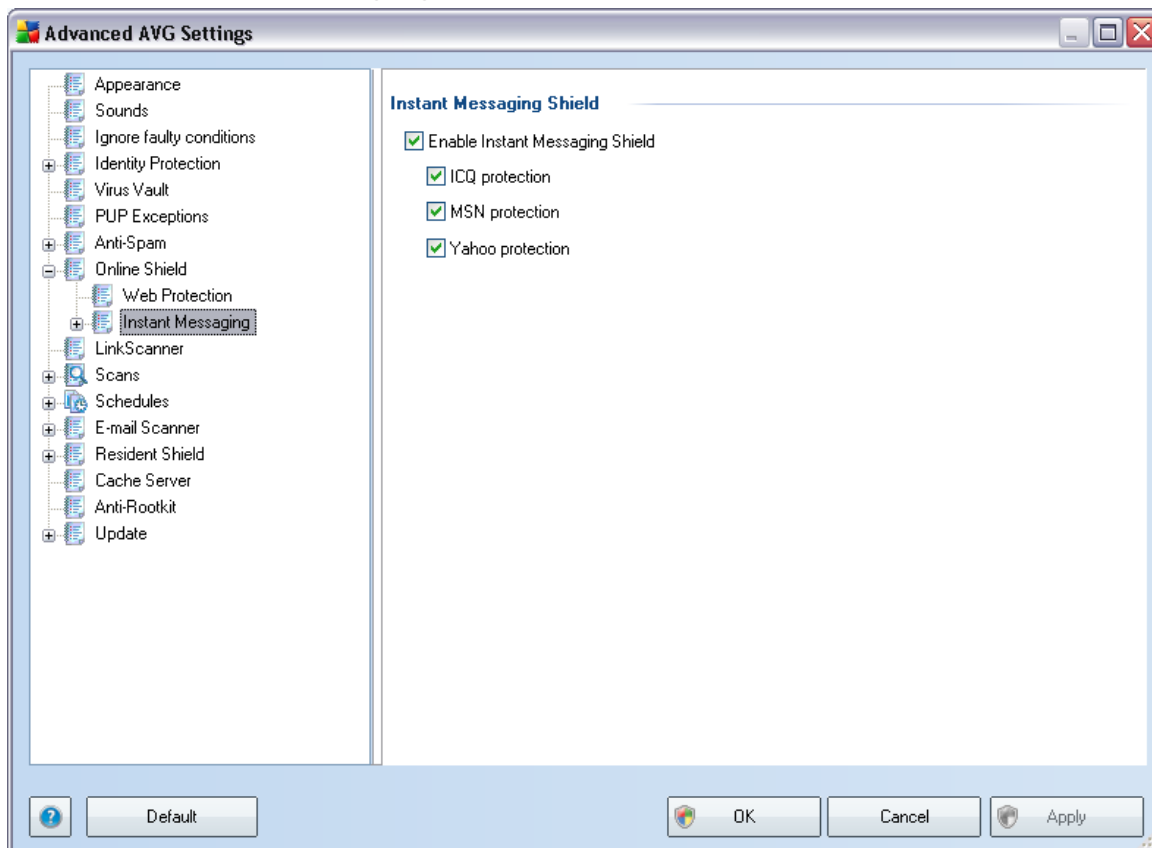 Advanced AVG Settings
Appearance
Sounds
Ignore faulty conditions
Identity Protection
Virus Vault
PUP Exceptions
Anti-Spam
Online Shield
Web Protection
Instant Messaging
LinkScanner
Scans
Schedules
E-mail Scanner
Resident Shield
Cache Server
Anti-Rootkit
Update
Instant Messaging Shield
Enable Instant Messaging Shield
ICQ protection
MSN protection
Yahoo protection
Default
OK
Cancel
Apply